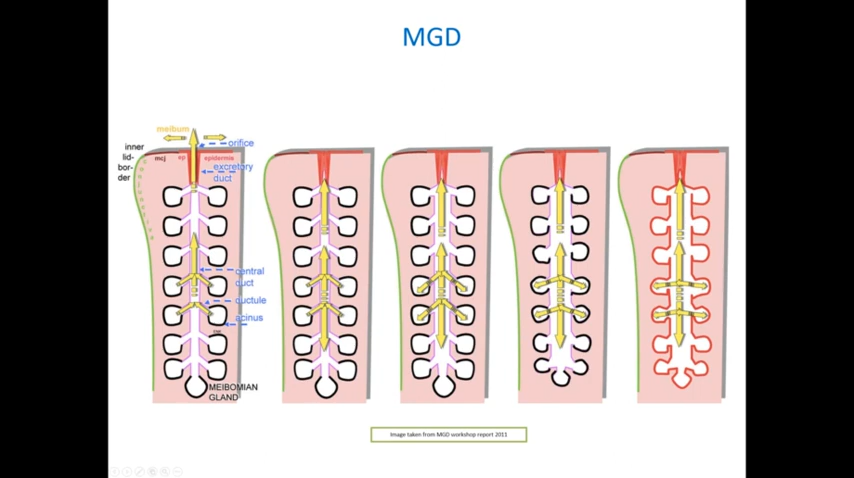 MGD
meibum
orifice
inner
lid-
bor-
der
mcj
ep
epidermis
excretory
duct
central
duct
ductule
acinus
MEIBOMIAN
GLAND
Image taken from MGD workshop report 2011